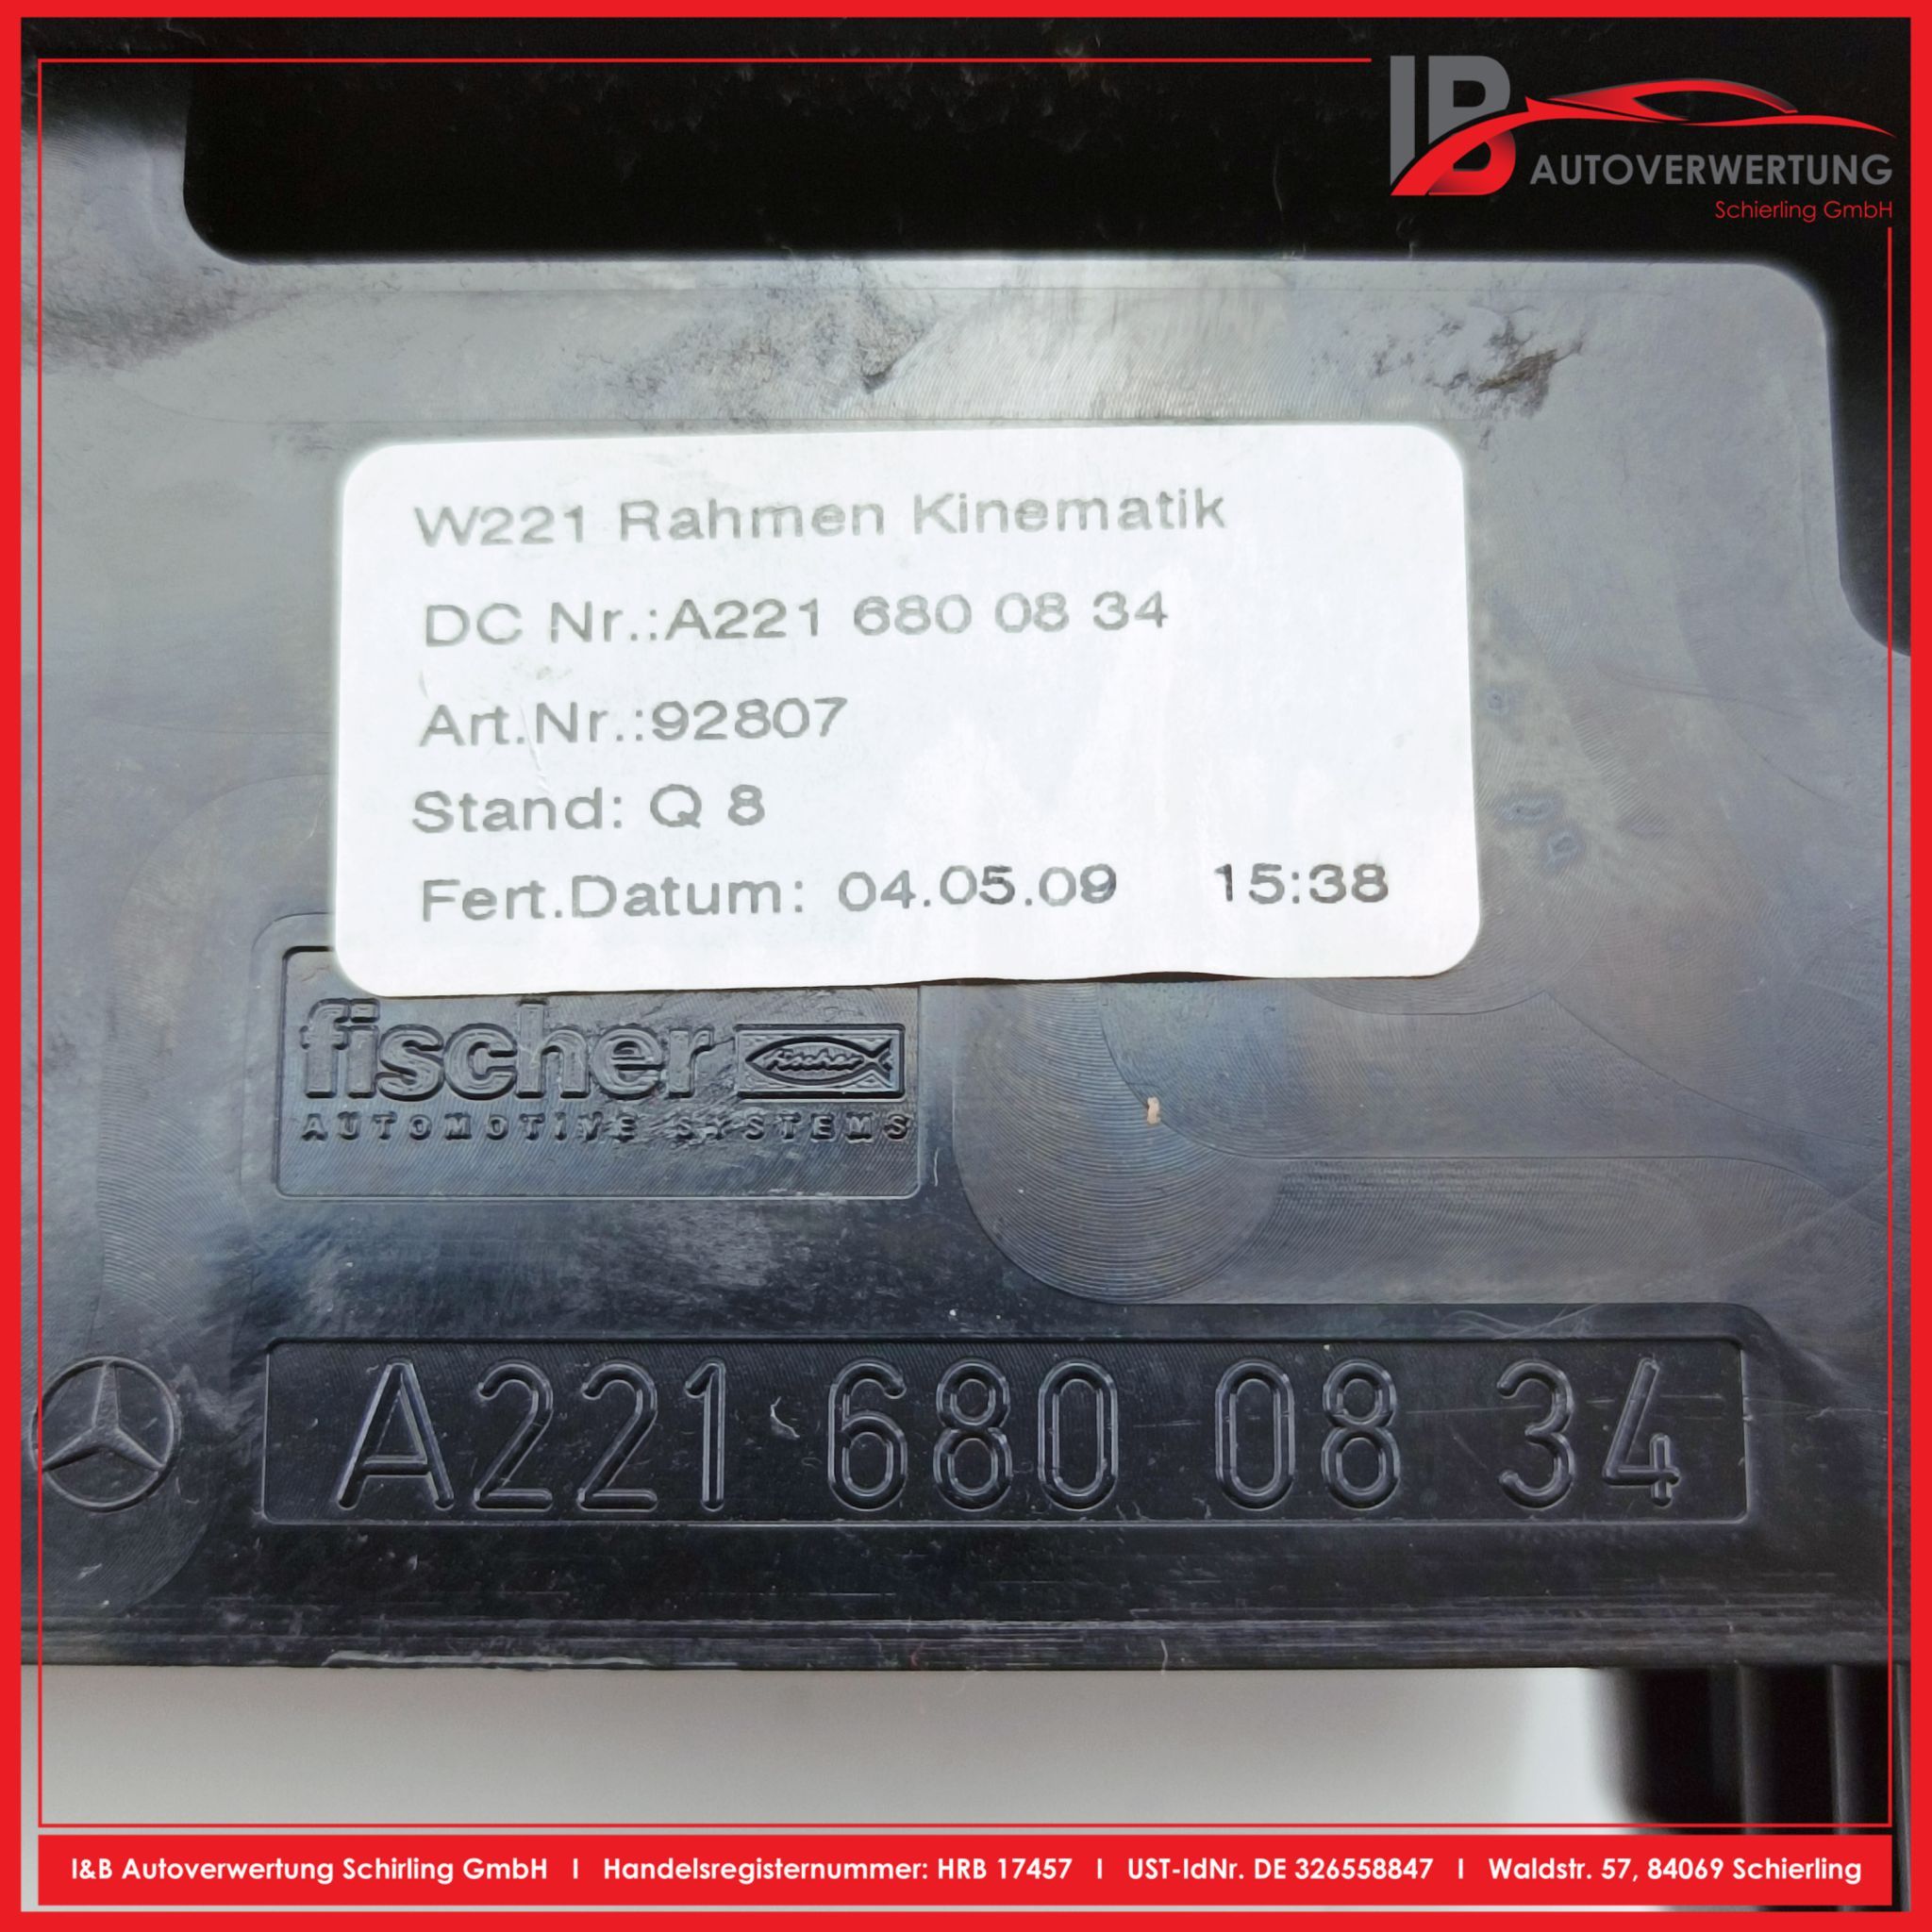 IB
AUTOVERWERTUNG
Schierling GmbH
W221 Rahmen Kinematik
DC Nr.:A221 680 08 34
Art.Nr.:92807
Stand: Q 8
Fert.Datum: 04.05.09 15:38
fischer fischer
AUTOMOTIVE SYSTEMS
A221 680 08 34
I&B Autoverwertung Schirling GmbH I Handelsregisternummer: HRB 17457 I UST-IdNr. DE 326558847 I Waldstr. 57, 84069 Schierling